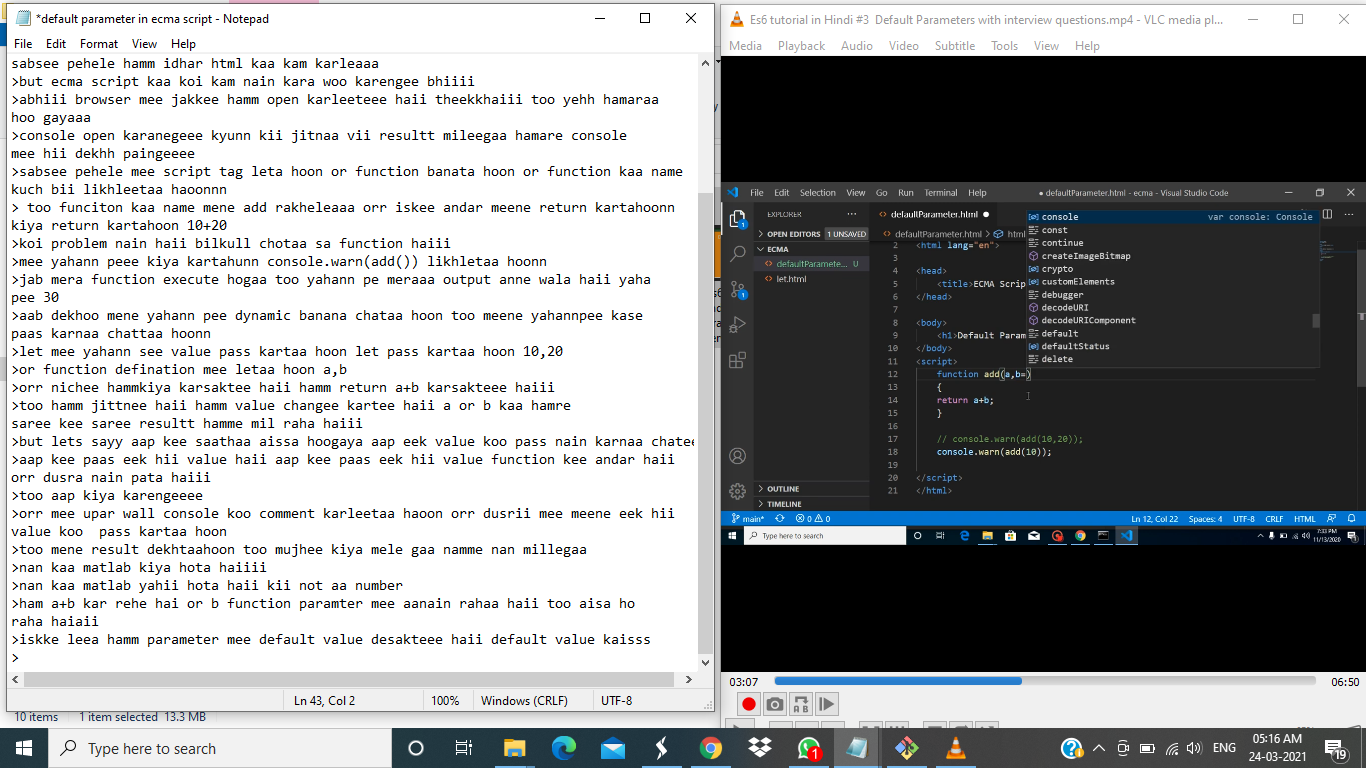 *default parameter in ecma script - Notepad
File Edit Format View Help
sabsee pehele hamm idhar html kaa kam karleaaa
>but ecma script kaa koi kam nain kara woo karengee bhiiii
>abhiii browser mee jakkee hamm open karleeteee haii theekkhaiii too yehh hamaraa
hoo gayaaa
>console open karanegeee kyunn kii jitnaa vii resultt mileegaa hamare console
mee hii dekhh paingeeee
>sabsee pehele mee script tag leta hoon or function banata hoon or function kaa name
kuch bii likhleetaa haoonnn
> too funciton kaa name mene add rakheleaaa orr iskee andar meene return kartahoonn
kiya return kartahoon 10+20
>koi problem nain haii bilkull chotaa sa function haiii
>mee yahann peee kiya kartahunn console.warn(add()) likhletaa hoonn
>jab mera function execute hogaa too yahann pe meraaa output anne wala haii yaha
pee 30
>aab dekhoo mene yahann pee dynamic banana chataa hoon too meene yahannpee kase
paas karnaa chattaa hoonn
>let mee yahann see value pass kartaa hoon let pass kartaa hoon 10,20
>or function defination mee letaa hoon a,b
>orr nichee hammkiya karsaktee haii hamm return a+b karsakteee haiii
>too hamm jittnee haii hamm value changee kartee haii a or b kaa hamre
saree kee saree resulttt hamme mil raha haiii
>but lets sayy aap kee saathaa aissa hoogaya aap eek value koo pass nain karnaa chatee
>aap kee paas eek hii value haii aap kee paas eek hii value function kee andar haii
orr dusra nain pata haiii
>too aap kiya karengeeee
>orr mee upar wall console koo comment karleetaa haoon orr dusrii mee meene eek hii
value koo  pass kartaa hoon
>too mene result dekhtaahoon too mujhee kiya mele gaa namme nan millegaa
>nan kaa matlab kiya hota haiiii
>nan kaa matlab yahii hota haii kii not aa number
>ham a+b kar rehe hai or b function paramter mee aanain rahaa haii too aisa ho
raha haiaii
>iskke leea hamm parameter mee default value desakteee haii default value kaisss
>
Ln 43, Col 2 100% Windows (CRLF) UTF-8
10 items 1 item selected 13.3 MB
Es6 tutorial in Hindi #3 Default Parameters with interview questions.mp4 - VLC media pl...
Media Playback Audio Video Subtitle Tools View Help
File Edit Selection View Go Run Terminal Help
● defaultParameter.html - ecma - Visual Studio Code
EXPLORER ···
OPEN EDITORS 1 UNSAVED
ECMA
defaultParamete... U
let.html
OUTLINE
TIMELINE
defaultParameter.html ●
defaultParameter.html > html
2 <html lang="en">
3
4 <head>
5 <title>ECMA Scrip
6 </head>
7
8 <body>
9 <h1>Default Param
10 </body>
11 <script>
12 function add(a,b=)
13 {
14 return a+b;
15 }
16
17 // console.warn(add(10,20));
18 console.warn(add(10));
19
20 </script>
21 </html>
console var console: Console
const
continue
createImageBitmap
crypto
customElements
debugger
decodeURI
decodeURIComponent
default
defaultStatus
delete
main* 0 0
Ln 12, Col 22 Spaces: 4 UTF-8 CRLF HTML
Type here to search
7:33 PM
11/13/2020
03:07 06:50
Type here to search
ENG
05:16 AM
24-03-2021
19